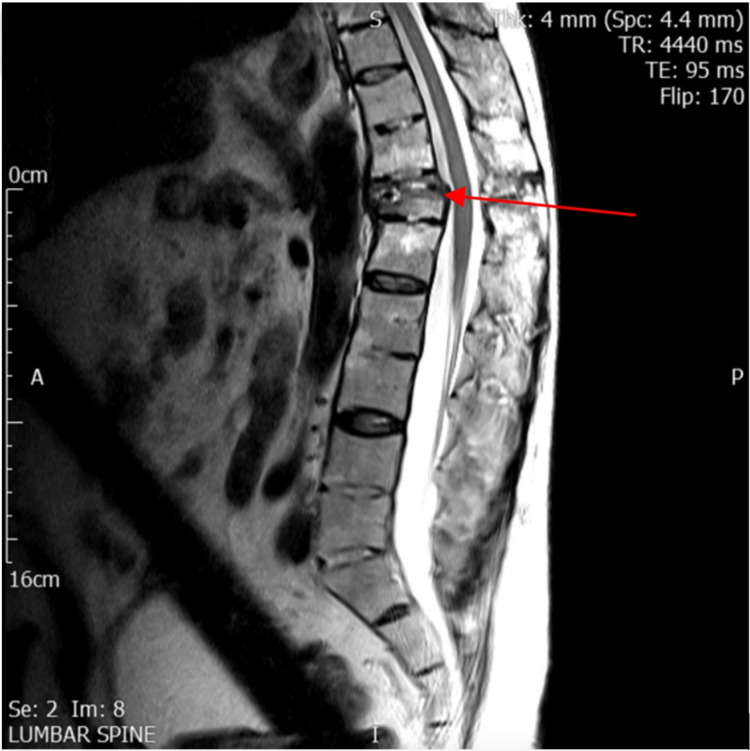 S
Thk: 4 mm (Spc: 4.4 mm)
TR: 4440 ms
TE: 95 ms
Flip: 170
0cm
A
P
16cm
Se: 2 Im: 8
LUMBAR SPINE
I